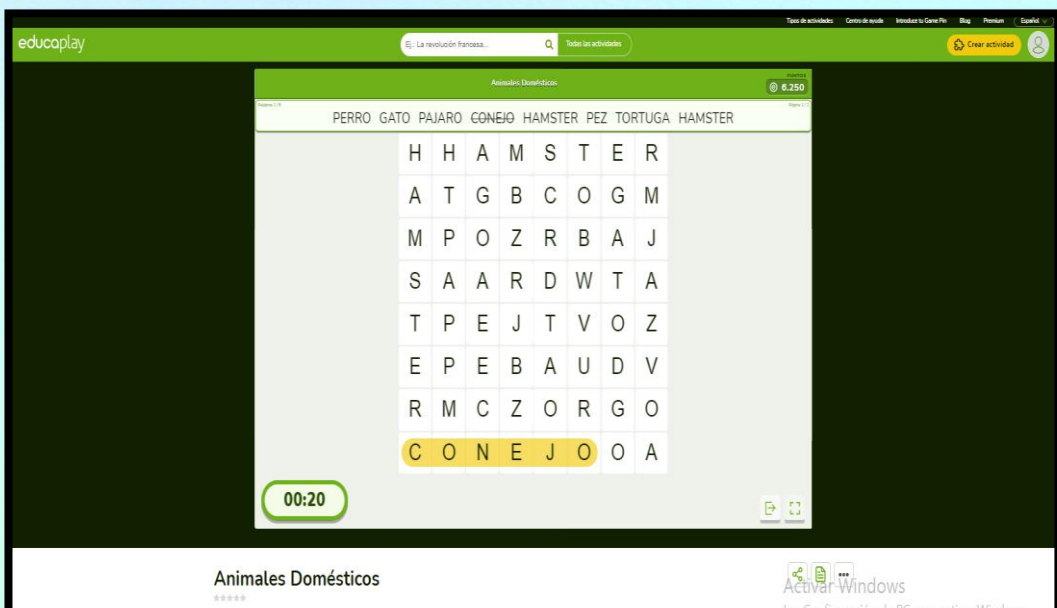 Tipos de actividades Centro de ayuda Introduce tu Game Pin Blog Premium Español
educaplay Ej.: La revolución francesa... Todas las actividades Crear actividad
Animales Domésticos
6.250
PERRO GATO PAJARO CONEJO HAMSTER PEZ TORTUGA HAMSTER
H H A M S T E R
A T G B C O G M
M P O Z R B A J
S A A R D W T A
T P E J T V O Z
E P E B A U D V
R M C Z O R G O
C O N E J O O A
00:20
Animales Domésticos
Activar Windows